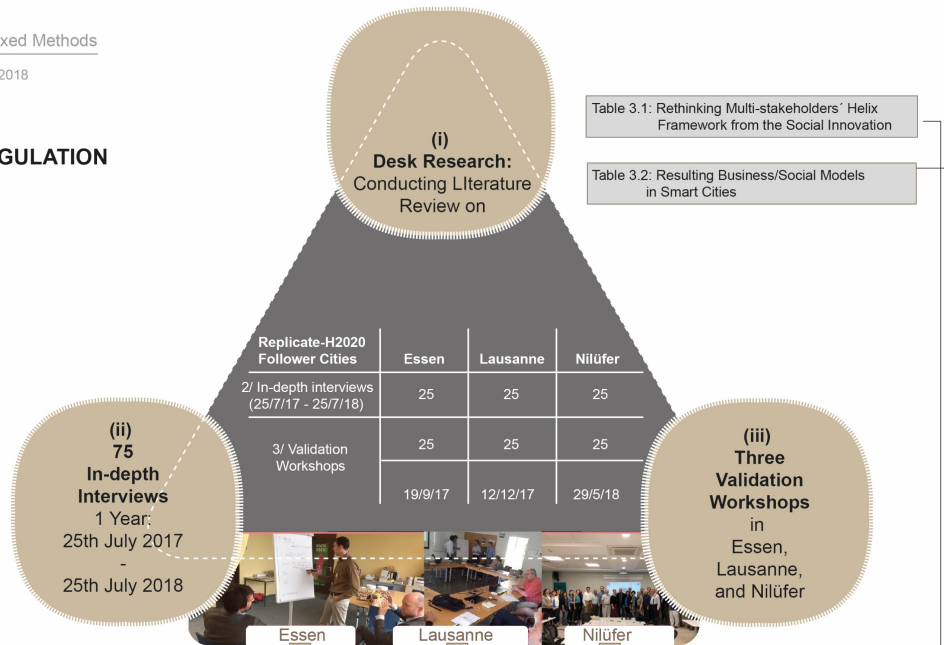 xed Methods
2018
GULATION
(i)
Desk Research:
Conducting LIterature
Review on
Table 3.1: Rethinking Multi-stakeholders´ Helix
Framework from the Social Innovation
Table 3.2: Resulting Business/Social Models
in Smart Cities
Replicate-H2020
Follower Cities
Essen
Lausanne
Nilüfer
2/ In-depth interviews
(25/7/17 - 25/7/18)
25
25
25
3/ Validation
Workshops
25
25
25
19/9/17
12/12/17
29/5/18
(ii)
75
In-depth
Interviews
1 Year:
25th July 2017
-
25th July 2018
(iii)
Three
Validation
Workshops
in
Essen,
Lausanne,
and Nilüfer
Essen
Lausanne
Nilüfer